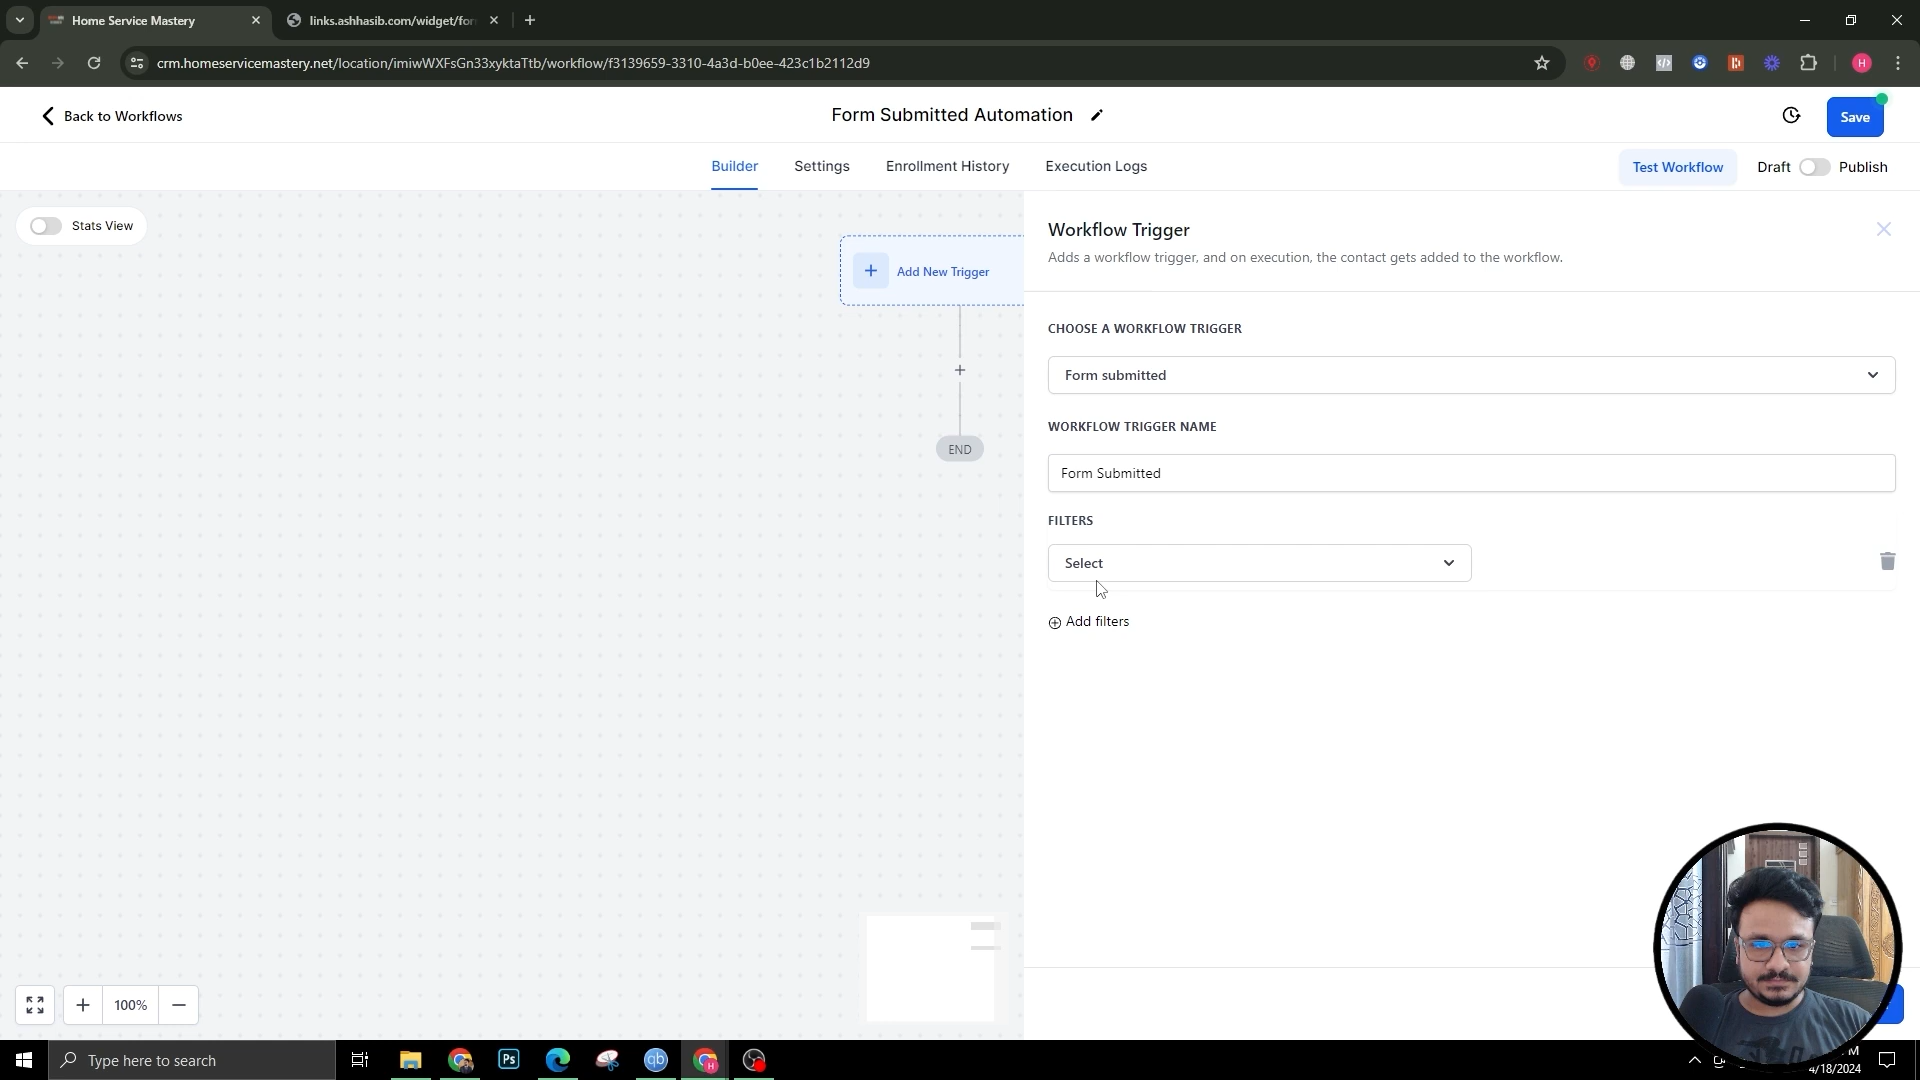 Home Service Mastery
links.ashhasib.com/widget/for
crm.homeservicemastery.net/location/imiwWXFsGn33xyktaTtb/workflow/f3139659-3310-4a3d-b0ee-423c1b2112d9
H
Back to Workflows
Form Submitted Automation
Save
Builder
Settings
Enrollment History
Execution Logs
Test Workflow
Draft
Publish
Stats View
Add New Trigger
END
Workflow Trigger
Adds a workflow trigger, and on execution, the contact gets added to the workflow.
CHOOSE A WORKFLOW TRIGGER
Form submitted
WORKFLOW TRIGGER NAME
Form Submitted
FILTERS
Select
Add filters
100%
Type here to search
Ps
qb
H
M
4/18/2024